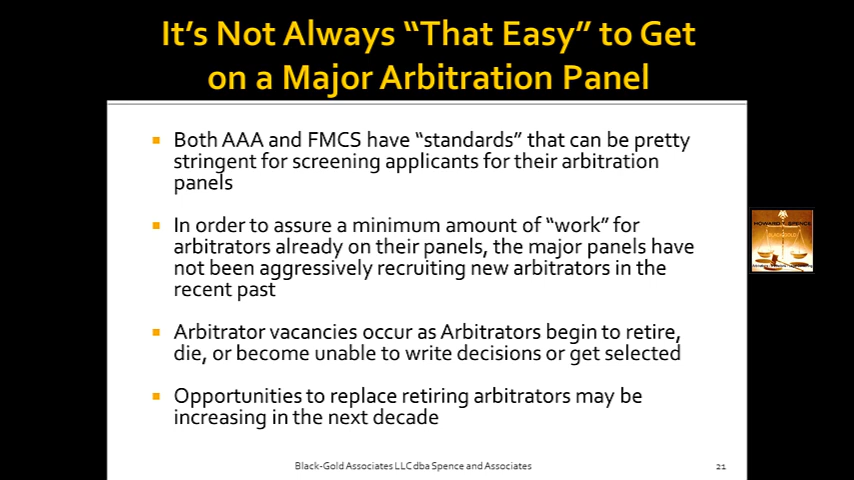 It's Not Always “That Easy” to Get
on a Major Arbitration Panel
Both AAA and FMCS have “standards” that can be pretty
stringent for screening applicants for their arbitration
panels
In order to assure a minimum amount of “work” for
arbitrators already on their panels, the major panels have
not been aggressively recruiting new arbitrators in the
recent past
Arbitrator vacancies occur as Arbitrators begin to retire,
die, or become unable to write decisions or get selected
Opportunities to replace retiring arbitrators may be
increasing in the next decade
HOWARD SPENCE
BLACK GOLD
Black-Gold Associates LLC dba Spence and Associates
21